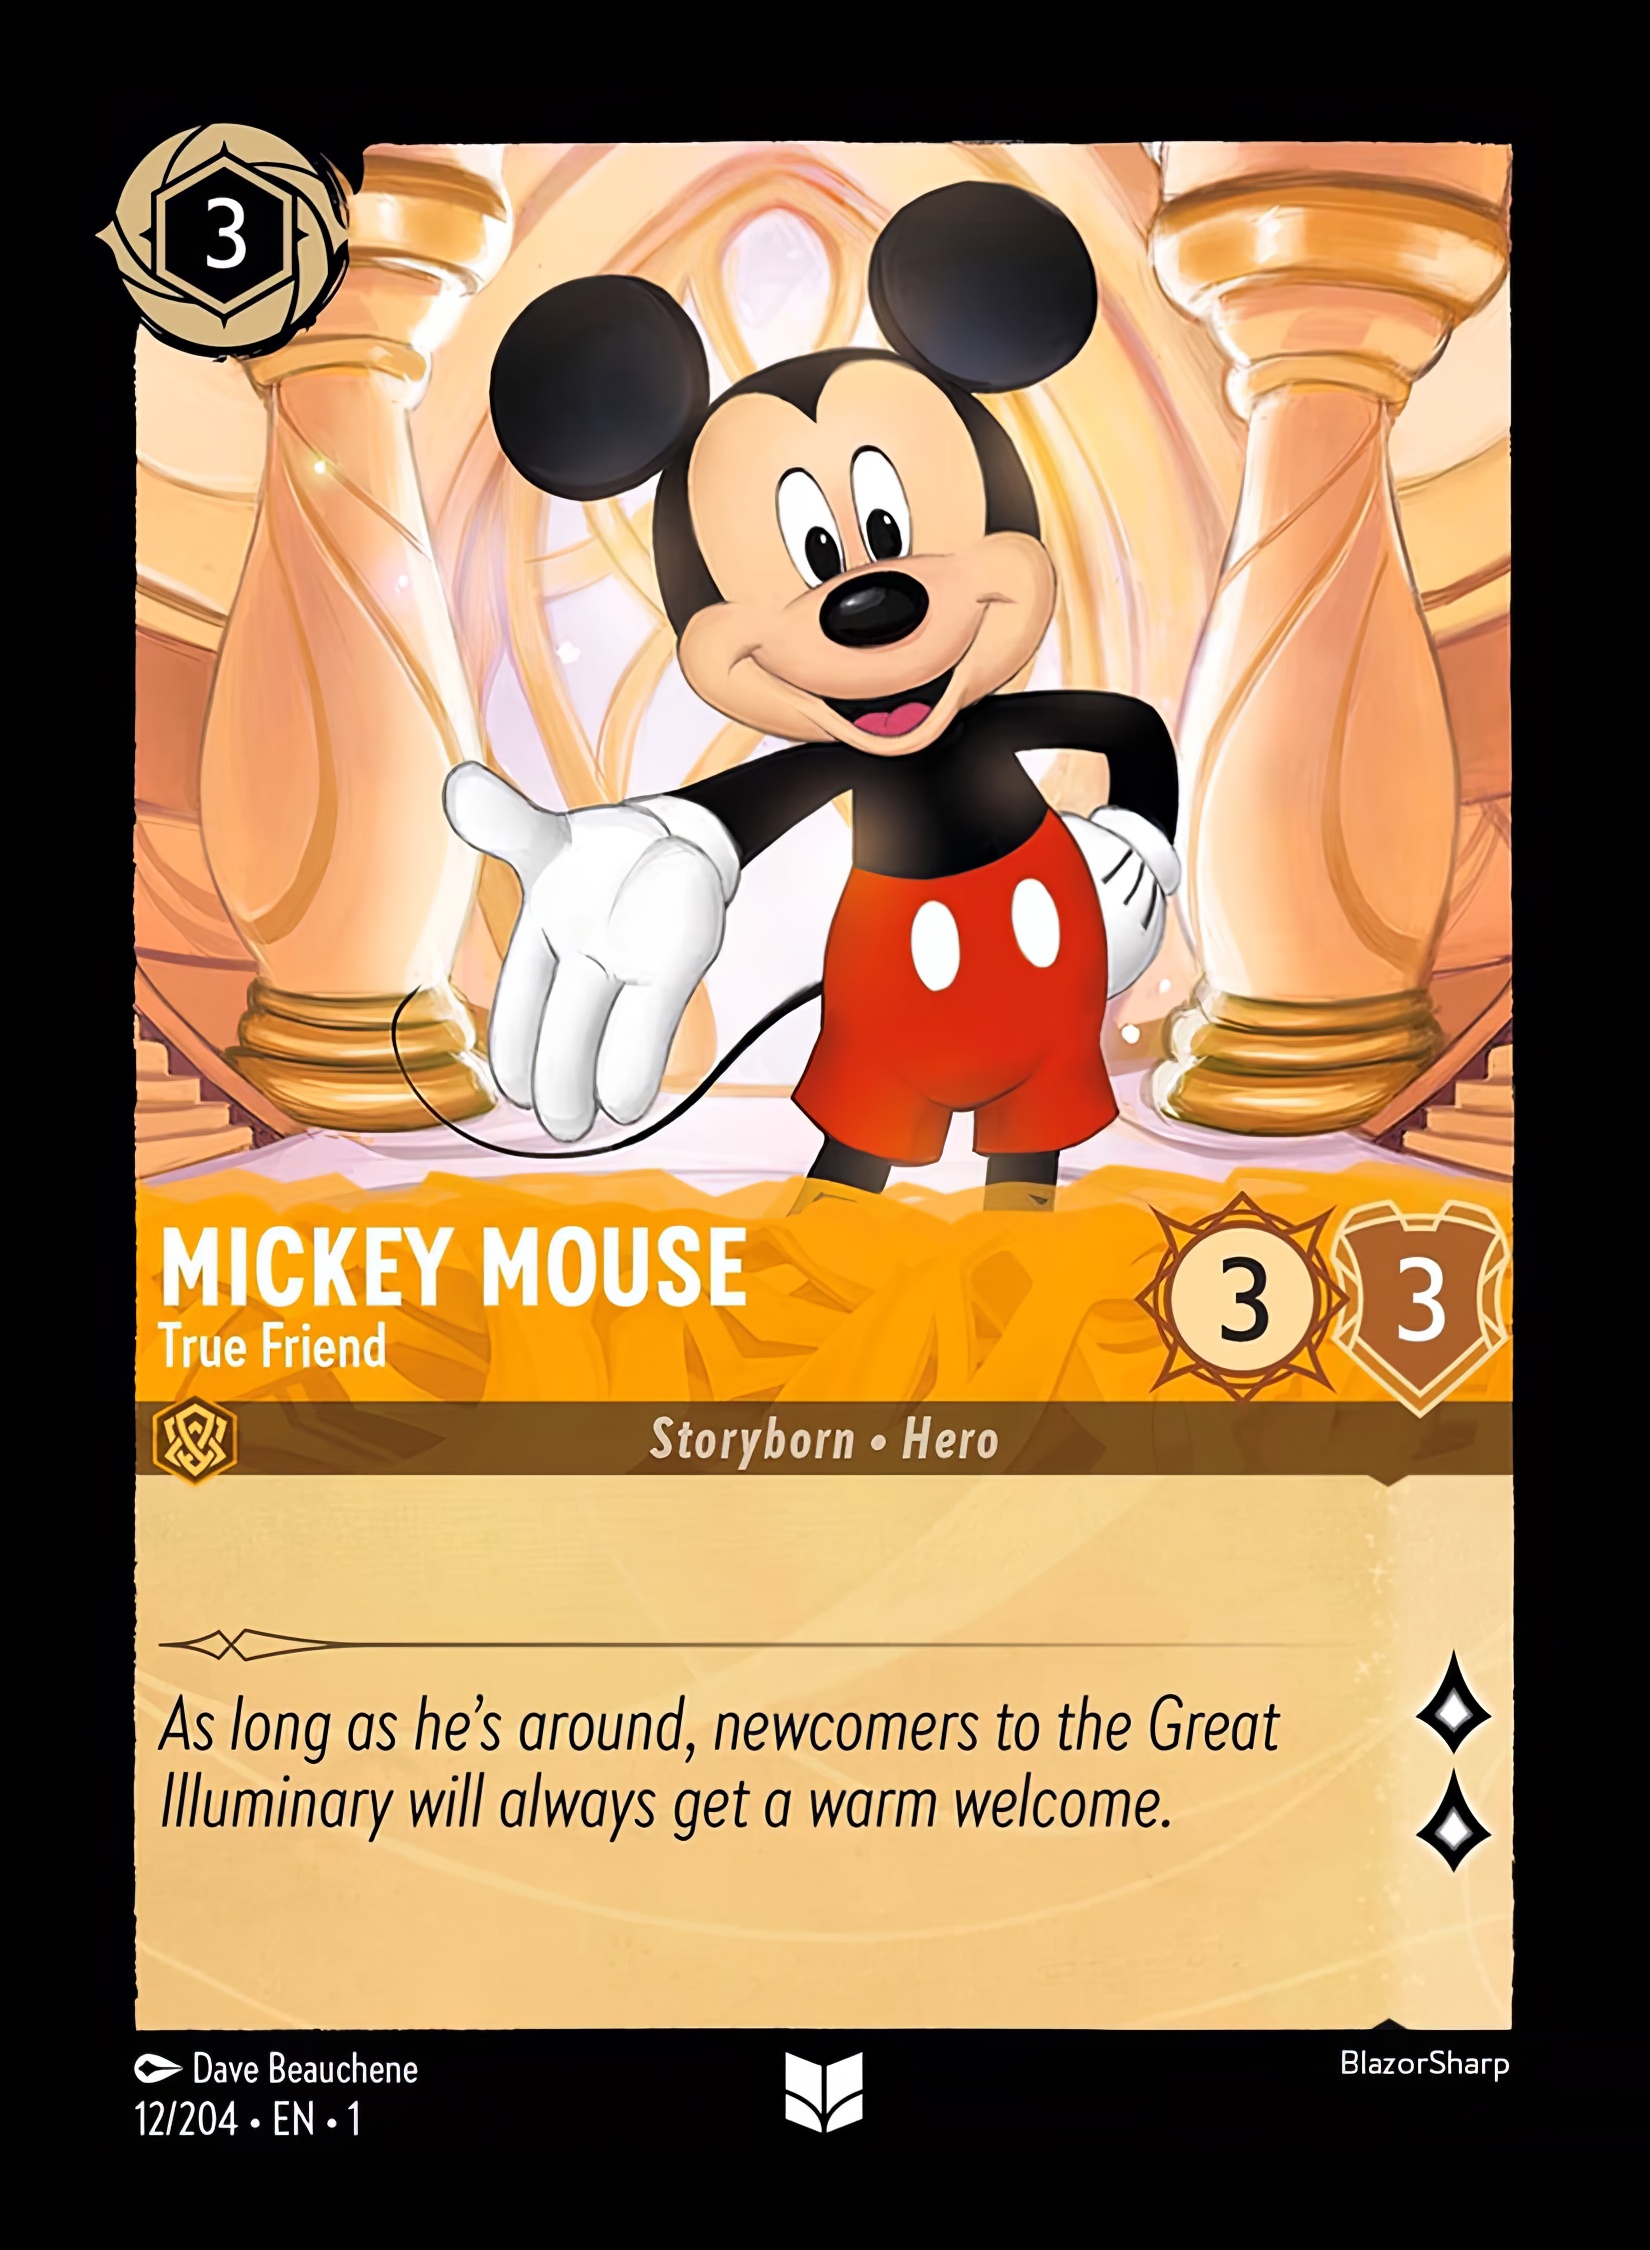 3
MICKEY MOUSE
True Friend
3 3
Storyborn • Hero
As long as he's around, newcomers to the Great
Illuminary will always get a warm welcome.
Dave Beauchene
BlazorSharp
12/204 • EN • 1